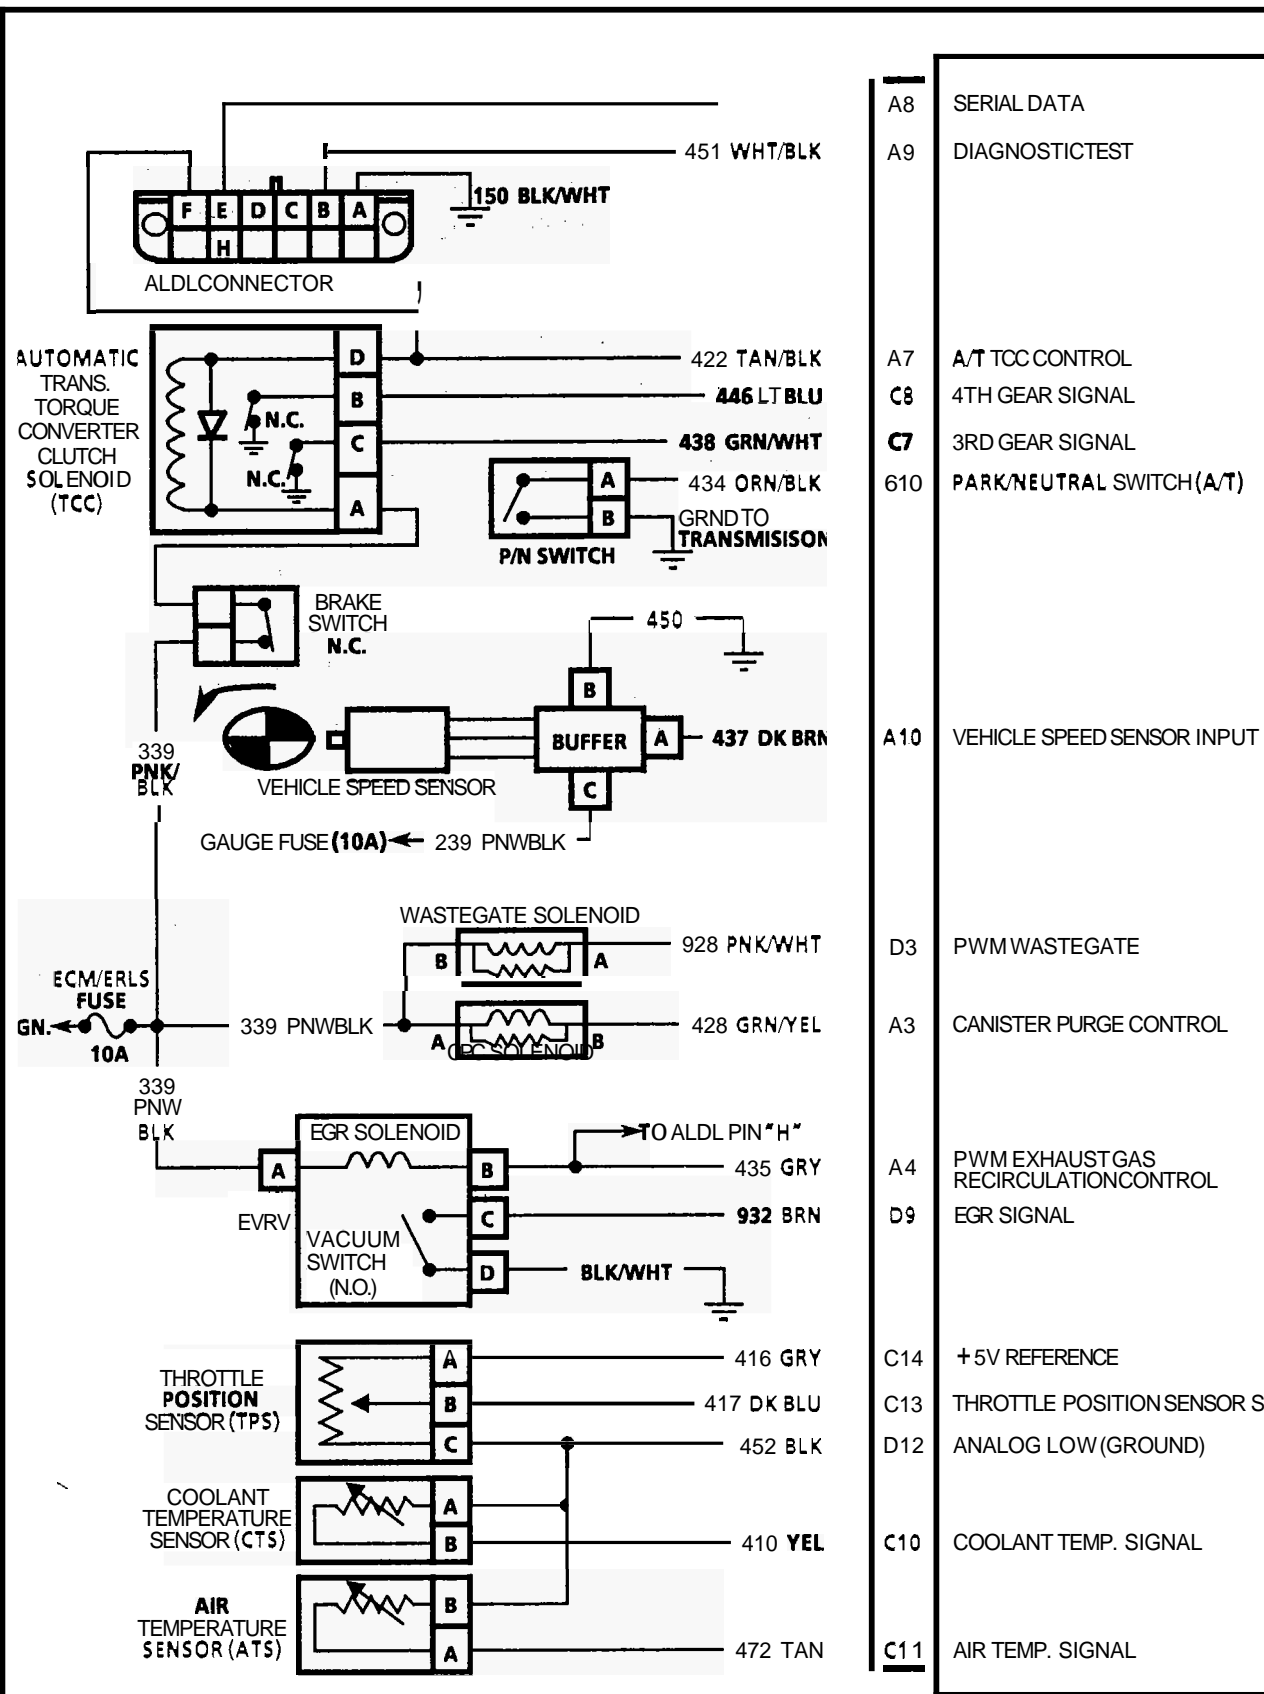 A8 SERIAL DATA
451 WHT/BLK A9 DIAGNOSTICTEST
150 BLK/WHT
F E D C B A
H
ALDLCONNECTOR
AUTOMATIC
TRANS.
TORQUE
CONVERTER
CLUTCH
SOLENOID
(TCC)
D 422 TAN/BLK A7 A/T TCC CONTROL
B 446 LT BLU C8 4TH GEAR SIGNAL
N.C.
C 438 GRN/WHT C7 3RD GEAR SIGNAL
N.C.
A
A 434 ORN/BLK 610 PARK/NEUTRAL SWITCH (A/T)
B GRND TO
TRANSMISISON
P/N SWITCH
BRAKE
SWITCH
N.C.
450
B
BUFFER A 437 DK BRN A10 VEHICLE SPEED SENSOR INPUT
C
VEHICLE SPEED SENSOR
339
PNK/
BLK
GAUGE FUSE (10A) 239 PNWBLK
WASTEGATE SOLENOID
B A 928 PNK/WHT D3 PWM WASTEGATE
ECM/ERLS
FUSE
GN.
10A
339 PNWBLK
A B 428 GRN/YEL A3 CANISTER PURGE CONTROL
CPC SOLENOID
339
PNW
BLK
EGR SOLENOID
TO ALDL PIN "H"
A B 435 GRY A4 PWM EXHAUST GAS
RECIRCULATIONCONTROL
EVRV
C 932 BRN D9 EGR SIGNAL
VACUUM
SWITCH
(N.O.)
D BLK/WHT
THROTTLE
POSITION
SENSOR (TPS)
A 416 GRY C14 +5V REFERENCE
B 417 DK BLU C13 THROTTLE POSITION SENSOR S
C 452 BLK D12 ANALOG LOW (GROUND)
COOLANT
TEMPERATURE
SENSOR (CTS)
A
B 410 YEL C10 COOLANT TEMP. SIGNAL
AIR
TEMPERATURE
SENSOR (ATS)
B
A 472 TAN C11 AIR TEMP. SIGNAL